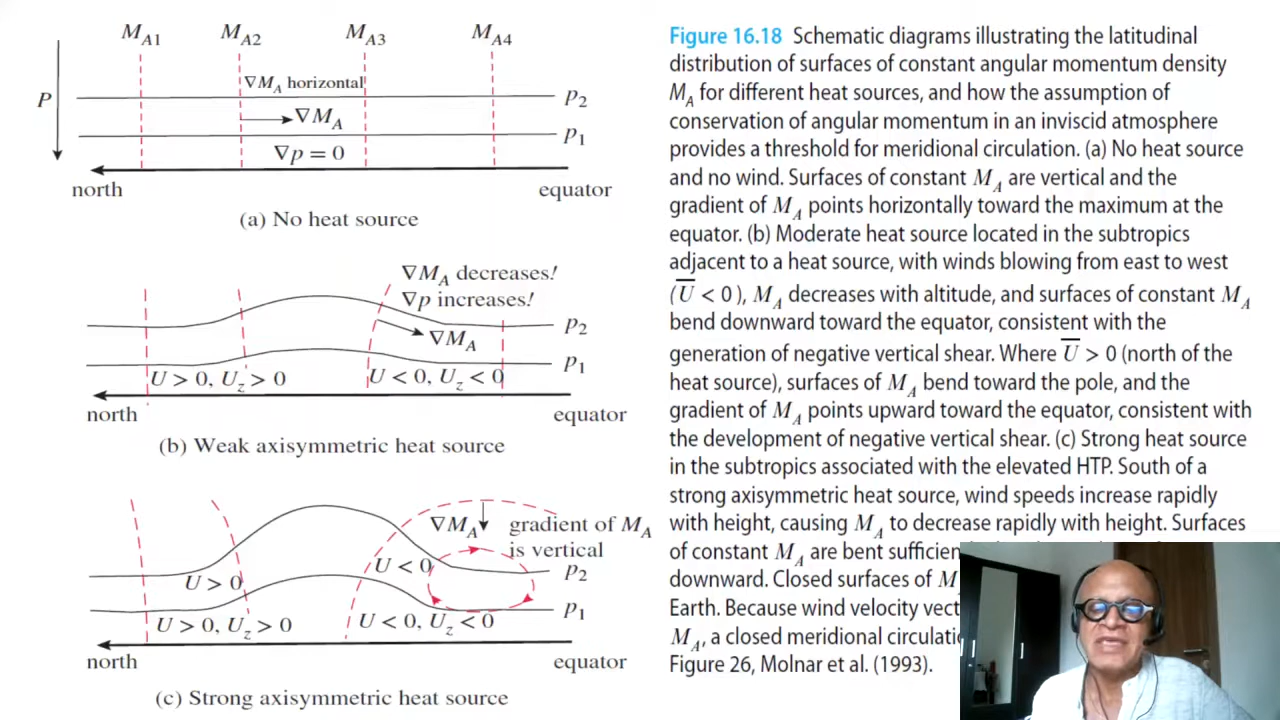 M_A1 M_A2 M_A3 M_A4
∇M_A horizontal
P
p_2
∇M_A
p_1
∇p = 0
north equator
(a) No heat source
∇M_A decreases!
∇p increases!
p_2
∇M_A
p_1
U > 0, U_z > 0 U < 0, U_z < 0
north equator
(b) Weak axisymmetric heat source
∇M_A gradient of M_A
is vertical
U < 0
p_2
U > 0
p_1
U > 0, U_z > 0 U < 0, U_z < 0
north equator
(c) Strong axisymmetric heat source
Figure 16.18 Schematic diagrams illustrating the latitudinal
distribution of surfaces of constant angular momentum density
M_A for different heat sources, and how the assumption of
conservation of angular momentum in an inviscid atmosphere
provides a threshold for meridional circulation. (a) No heat source
and no wind. Surfaces of constant M_A are vertical and the
gradient of M_A points horizontally toward the maximum at the
equator. (b) Moderate heat source located in the subtropics
adjacent to a heat source, with winds blowing from east to west
(U̅ < 0), M_A decreases with altitude, and surfaces of constant M_A
bend downward toward the equator, consistent with the
generation of negative vertical shear. Where U̅ > 0 (north of the
heat source), surfaces of M_A bend toward the pole, and the
gradient of M_A points upward toward the equator, consistent with
the development of negative vertical shear. (c) Strong heat source
in the subtropics associated with the elevated HTP. South of a
strong axisymmetric heat source, wind speeds increase rapidly
with height, causing M_A to decrease rapidly with height. Surfaces
of constant M_A are bent
downward. Closed surfaces of M
Earth. Because wind velocity
M_A, a closed meridional
Figure 26, Molnar et al. (1993).